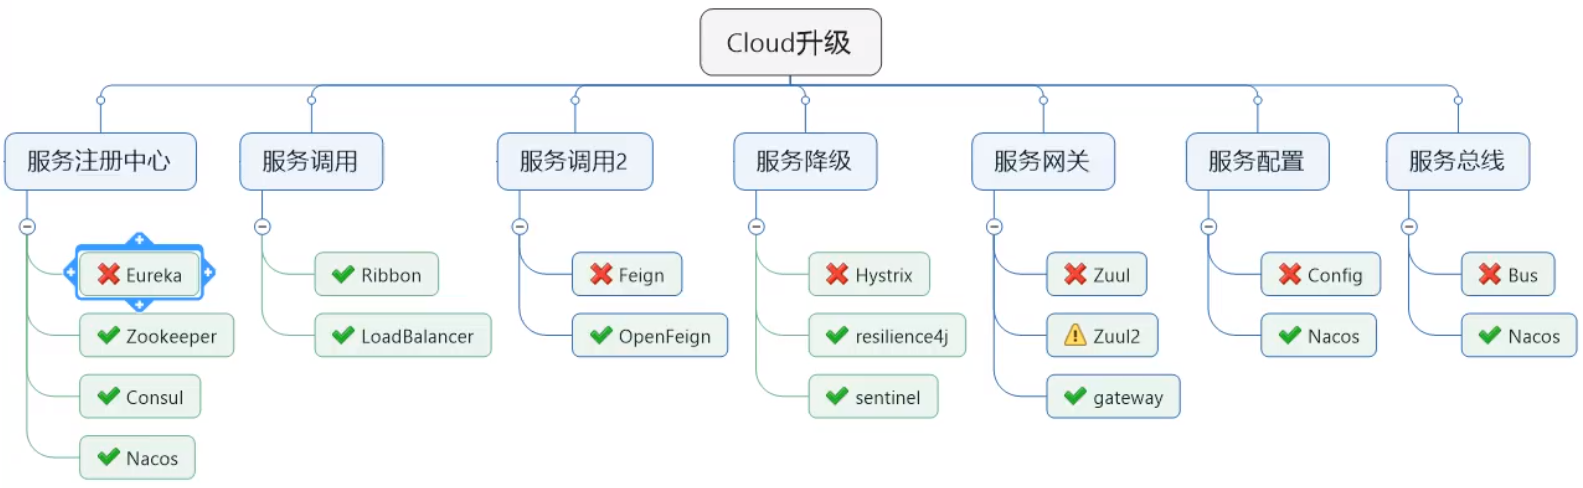 Cloud升级
服务注册中心
Eureka
Zookeeper
Consul
Nacos
服务调用
Ribbon
LoadBalancer
服务调用2
Feign
OpenFeign
服务降级
Hystrix
resilience4j
sentinel
服务网关
Zuul
Zuul2
gateway
服务配置
Config
Nacos
服务总线
Bus
Nacos